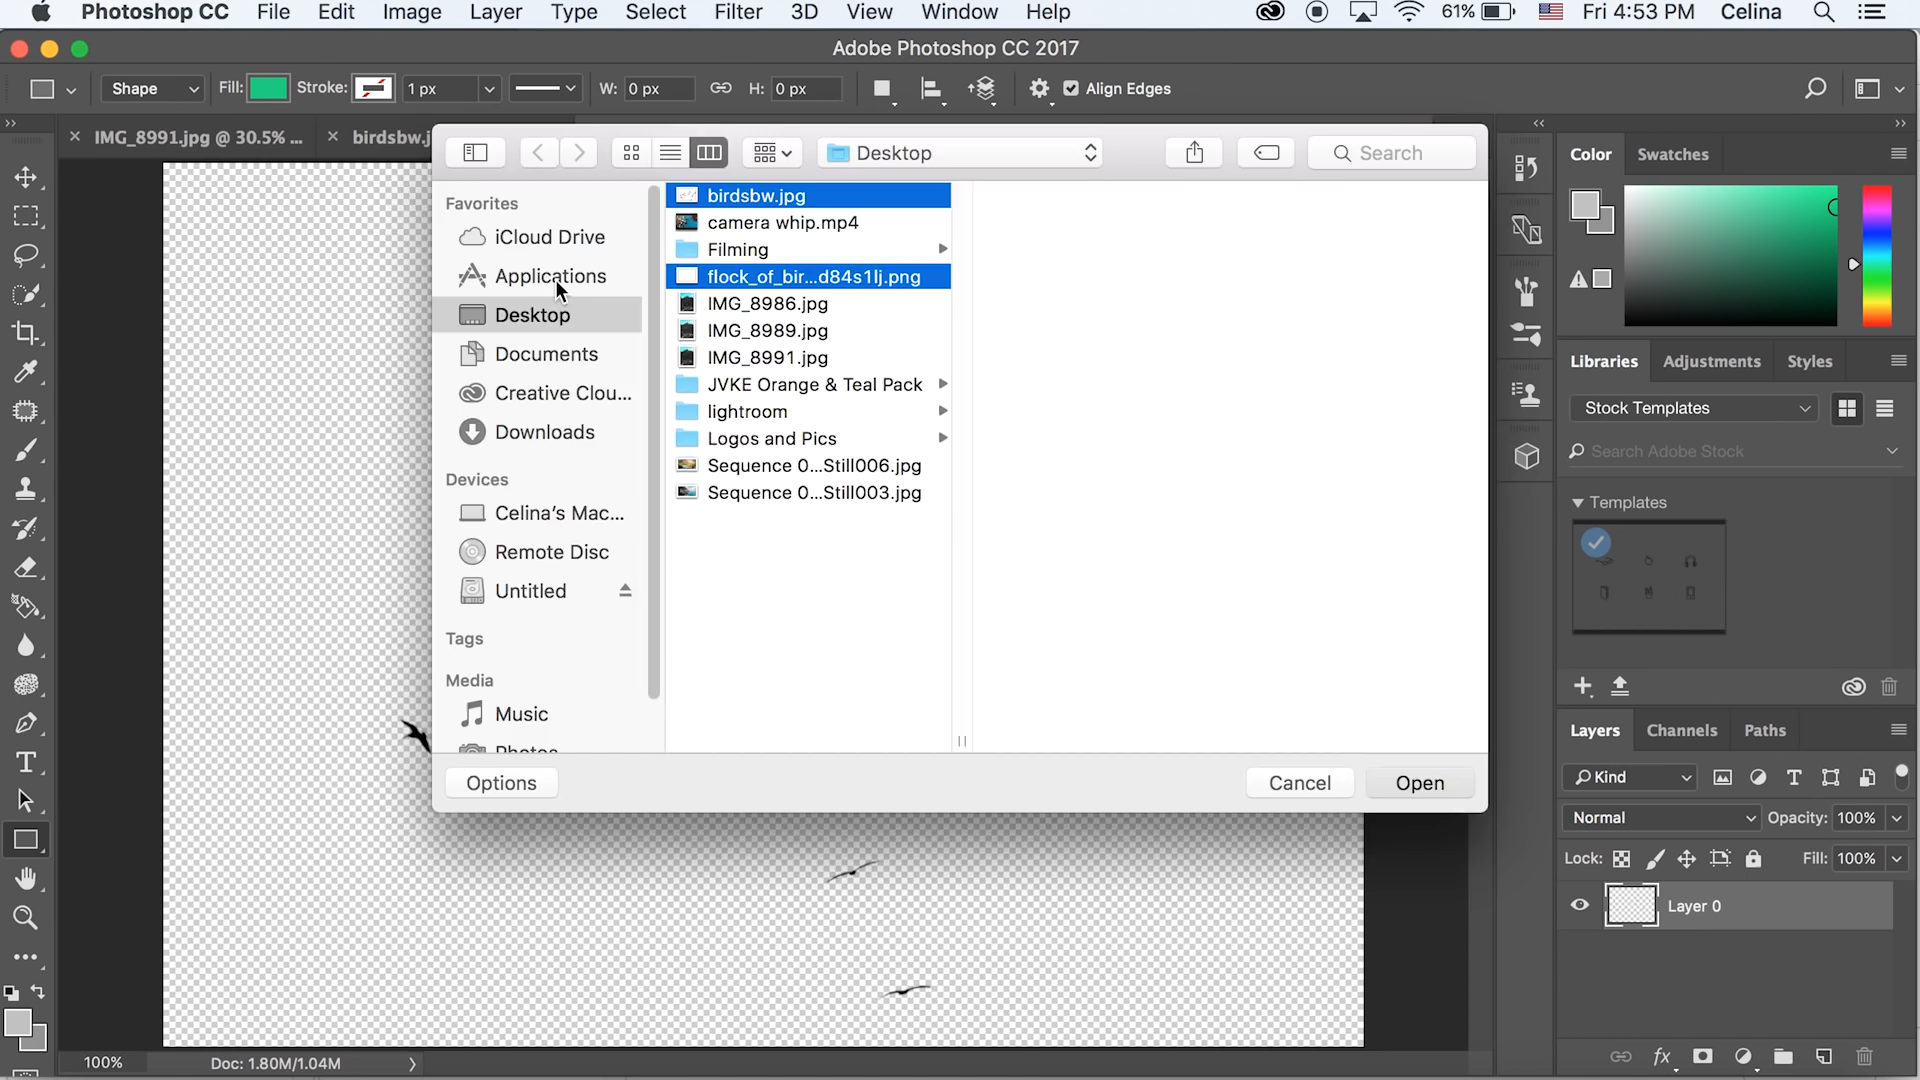 Photoshop CC File Edit Image Layer Type Select Filter 3D View Window Help 61% Fri 4:53 PM Celina
Adobe Photoshop CC 2017
Shape Fill: Stroke: 1 px W: 0 px H: 0 px Align Edges
IMG_8991.jpg @ 30.5% ... birdsbw.j
Desktop
Search
Favorites
iCloud Drive
Applications
Desktop
Documents
Creative Clou...
Downloads
Devices
Celina's Mac...
Remote Disc
Untitled
Tags
Media
Music
Photos
birdsbw.jpg
camera whip.mp4
Filming
flock_of_bir...d84s1lj.png
IMG_8986.jpg
IMG_8989.jpg
IMG_8991.jpg
JVKE Orange & Teal Pack
lightroom
Logos and Pics
Sequence 0...Still006.jpg
Sequence 0...Still003.jpg
Options Cancel Open
Color Swatches
Libraries Adjustments Styles
Stock Templates
Search Adobe Stock
Templates
Layers Channels Paths
Kind
Normal Opacity: 100%
Lock: Fill: 100%
Layer 0
fx
100% Doc: 1.80M/1.04M